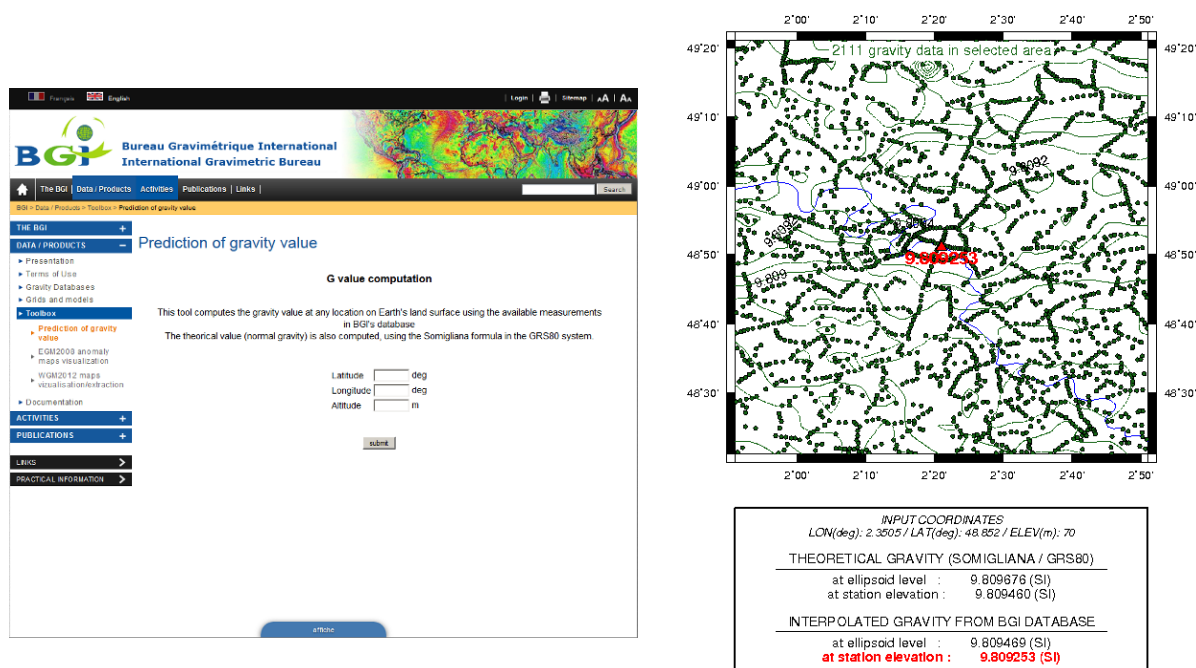 Français English
Login | Sitemap | AA | AA
BGI
Bureau Gravimétrique International
International Gravimetric Bureau
The BGI | Data / Products Activities Publications | Links |
Search
BGI > Data / Products > Toolbox > Prediction of gravity value
THE BGI +
DATA / PRODUCTS −
Presentation
Terms of Use
Gravity Databases
Grids and models
Toolbox
Prediction of gravity
value
EGM2008 anomaly
maps visualization
WGM2012 maps
vizualisation/extraction
Documentation
ACTIVITIES +
PUBLICATIONS +
LINKS
PRACTICAL INFORMATION
Prediction of gravity value
G value computation
This tool computes the gravity value at any location on Earth's land surface using the available measurements
in BGI's database
The theorical value (normal gravity) is also computed, using the Somigliana formula in the GRS80 system.
Latitude deg
Longitude deg
Altitude m
submit
affiche
2°00' 2°10' 2°20' 2°30' 2°40' 2°50'
49°20' 49°20'
2111 gravity data in selected area
49°10' 49°10'
9.8092
49°00' 49°00'
9.8092
48°50' 48°50'
9.809253
9.809
48°40' 48°40'
48°30' 48°30'
2°00' 2°10' 2°20' 2°30' 2°40' 2°50'
INPUT COORDINATES
LON(deg): 2.3505 / LAT(deg): 48.852 / ELEV(m): 70
THEORETICAL GRAVITY (SOMIGLIANA / GRS80)
at ellipsoid level : 9.809676 (SI)
at station elevation : 9.809460 (SI)
INTERPOLATED GRAVITY FROM BGI DATABASE
at ellipsoid level : 9.809469 (SI)
at station elevation : 9.809253 (SI)